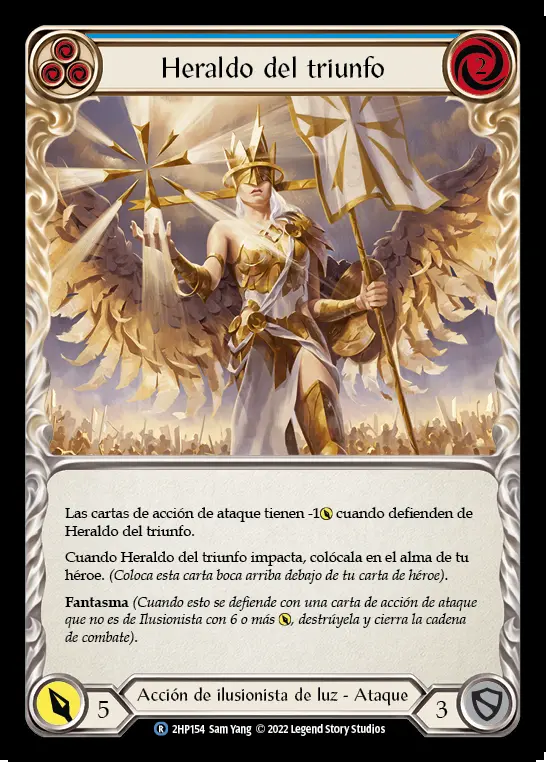 Heraldo del triunfo
2
Las cartas de acción de ataque tienen -1 cuando defienden de
Heraldo del triunfo.
Cuando Heraldo del triunfo impacta, colócala en el alma de tu
héroe. (Coloca esta carta boca arriba debajo de tu carta de héroe).
Fantasma (Cuando esto se defiende con una carta de acción de ataque
que no es de Ilusionista con 6 o más , destrúyela y cierra la cadena
de combate).
5
Acción de ilusionista de luz - Ataque
3
R 2HP154 Sam Yang © 2022 Legend Story Studios